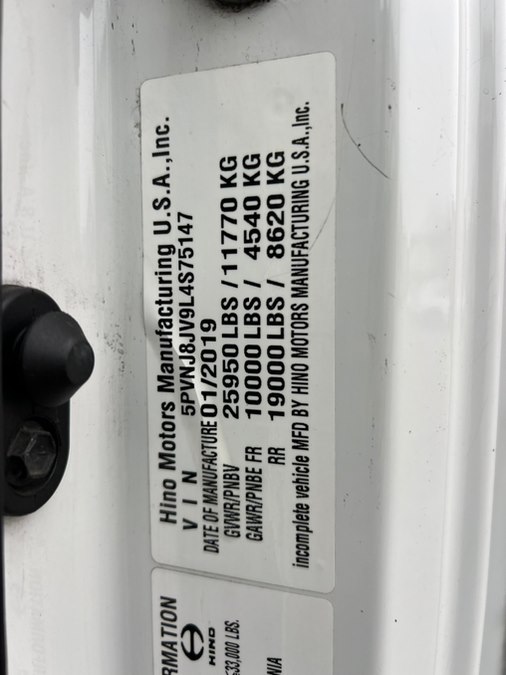 Hino Motors Manufacturing U.S.A.,Inc.
VIN 5PVNJ8JV9L4S75147
DATE OF MANUFACTURE 01/2019
GVWR/PNBV 25950 LBS / 11770 KG
GAWR/PNBE FR 10000 LBS / 4540 KG
RR 19000 LBS / 8620 KG
incomplete vehicle MFD BY HINO MOTORS MANUFACTURING U.S.A.,Inc.
RMATION
HINO
33,000 LBS.
NIA